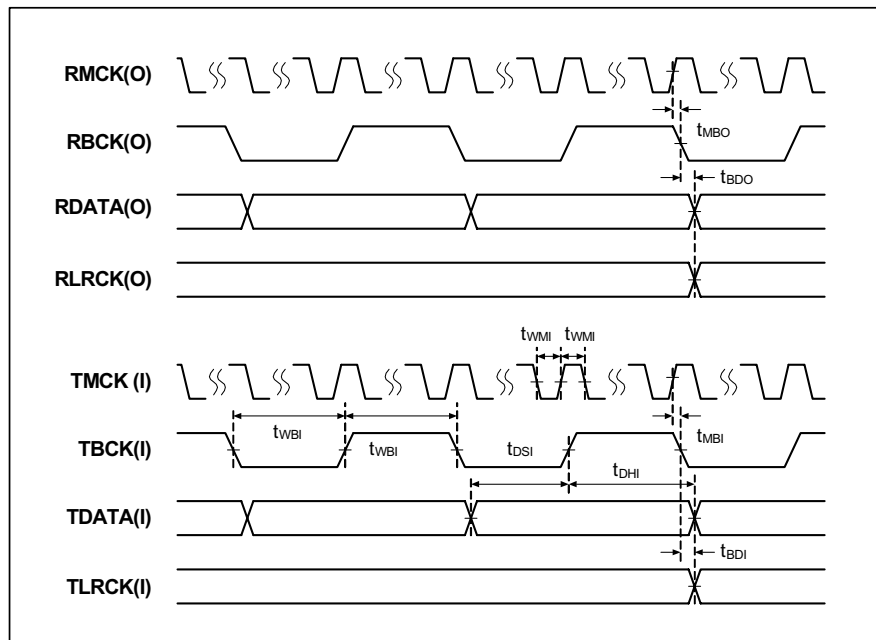 RMCK(O)
tMBO
RBCK(O)
tBDO
RDATA(O)
RLRCK(O)
tWMI tWMI
TMCK (I)
tWBI tWBI tDSI tMBI
TBCK(I)
tDHI
TDATA(I)
tBDI
TLRCK(I)